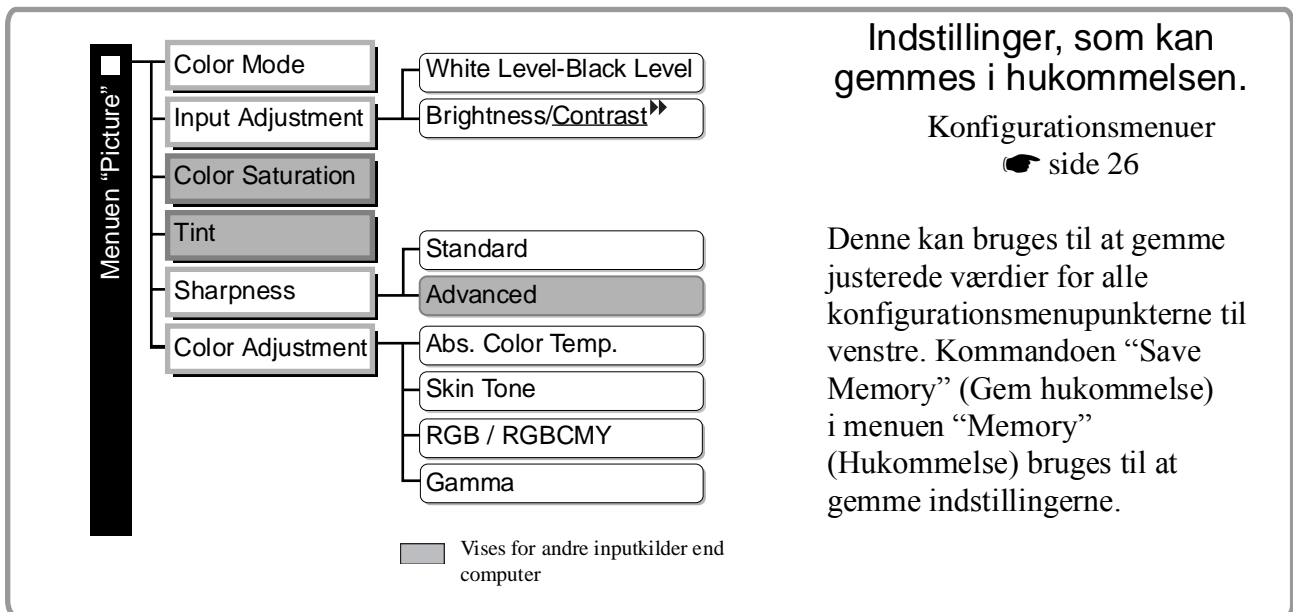 Menuen “Picture”
Color Mode
Input Adjustment
White Level-Black Level
Brightness/Contrast
Color Saturation
Tint
Sharpness
Standard
Advanced
Color Adjustment
Abs. Color Temp.
Skin Tone
RGB / RGBCMY
Gamma
Vises for andre inputkilder end
computer
Indstillinger, som kan
gemmes i hukommelsen.
Konfigurationsmenuer
☛ side 26
Denne kan bruges til at gemme
justerede værdier for alle
konfigurationsmenupunkterne til
venstre. Kommandoen “Save
Memory” (Gem hukommelse)
i menuen “Memory”
(Hukommelse) bruges til at
gemme indstillingerne.